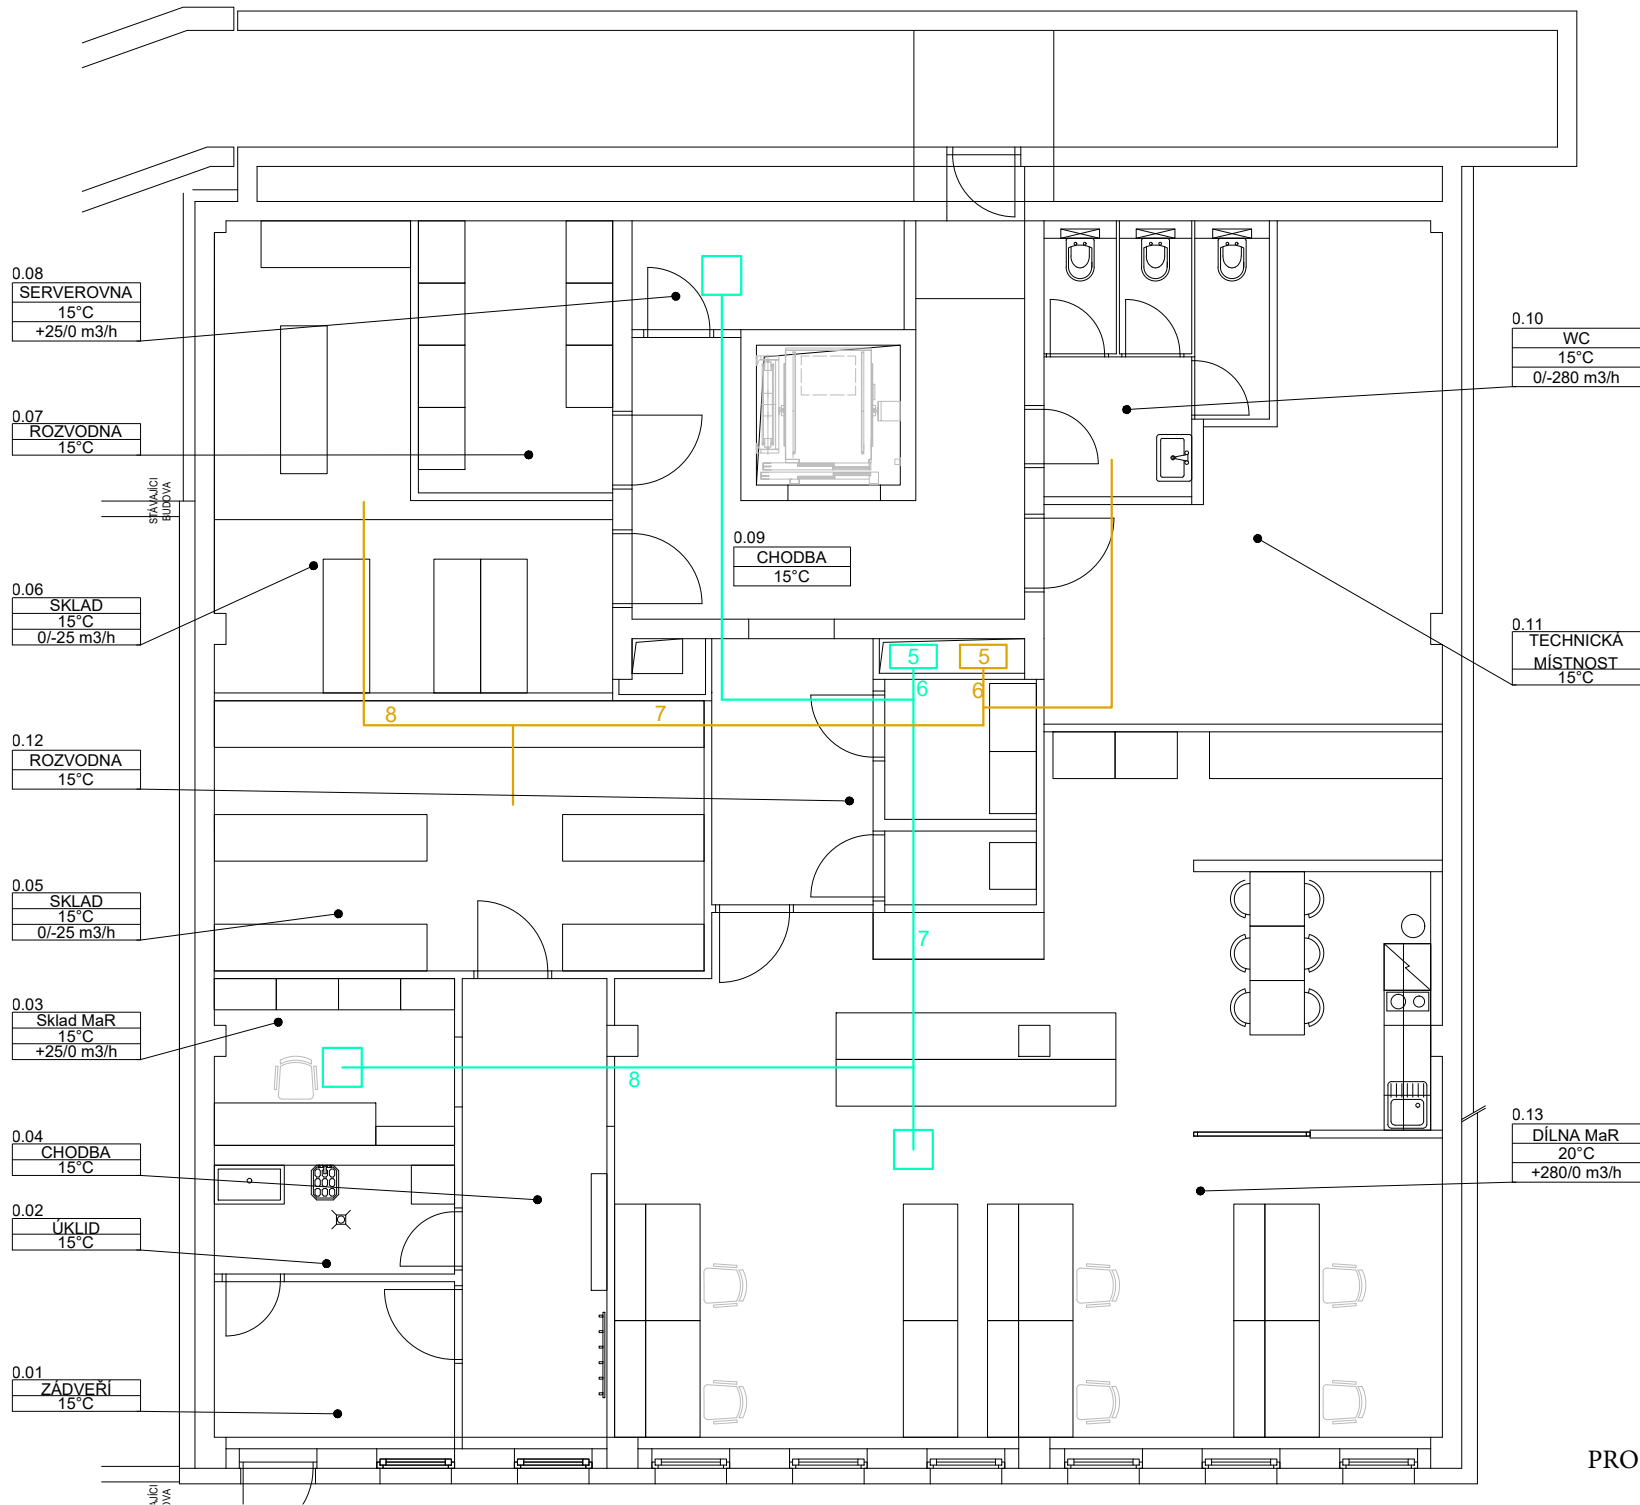 0.08
SERVEROVNA
15°C
+25/0 m3/h
0.07
ROZVODNA
15°C
STÁVAJÍCI
BUDOVA
0.06
SKLAD
15°C
0/-25 m3/h
0.12
ROZVODNA
15°C
0.05
SKLAD
15°C
0/-25 m3/h
0.03
Sklad MaR
15°C
+25/0 m3/h
0.04
CHODBA
15°C
0.02
ÚKLID
15°C
0.01
ZÁDVEŘÍ
15°C
0.09
CHODBA
15°C
5
5
6
6
8
7
7
8
0.10
WC
15°C
0/-280 m3/h
0.11
TECHNICKÁ
MÍSTNOST
15°C
0.13
DÍLNA MaR
20°C
+280/0 m3/h
PRO